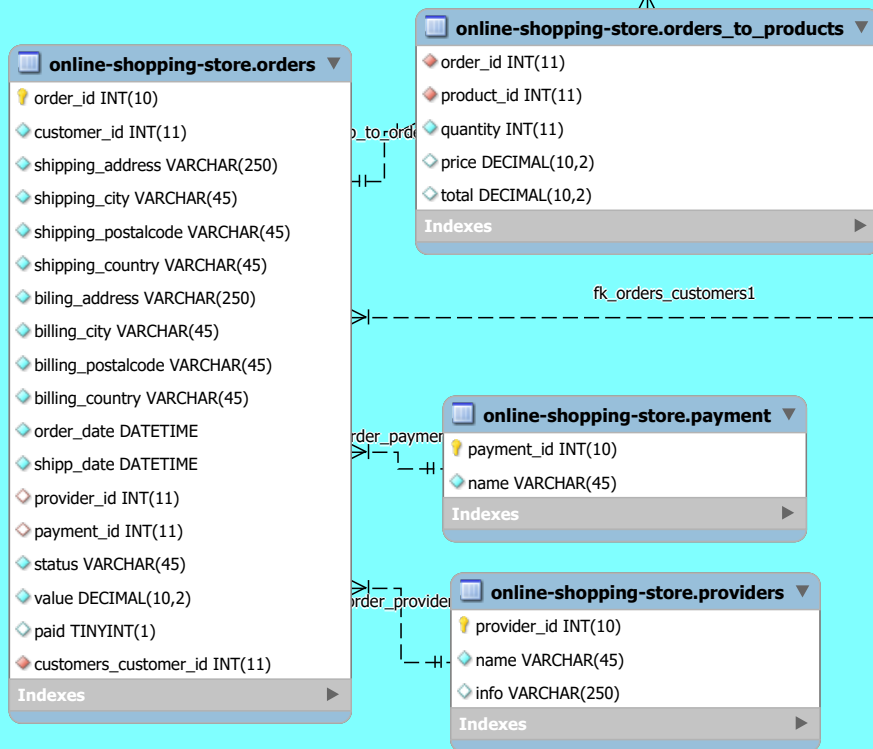 online-shopping-store.orders
order_id INT(10)
customer_id INT(11)
shipping_address VARCHAR(250)
shipping_city VARCHAR(45)
shipping_postalcode VARCHAR(45)
shipping_country VARCHAR(45)
biling_address VARCHAR(250)
billing_city VARCHAR(45)
billing_postalcode VARCHAR(45)
billing_country VARCHAR(45)
order_date DATETIME
shipp_date DATETIME
provider_id INT(11)
payment_id INT(11)
status VARCHAR(45)
value DECIMAL(10,2)
paid TINYINT(1)
customers_customer_id INT(11)
Indexes
online-shopping-store.orders_to_products
order_id INT(11)
product_id INT(11)
quantity INT(11)
price DECIMAL(10,2)
total DECIMAL(10,2)
Indexes
fk_orders_customers1
online-shopping-store.payment
payment_id INT(10)
name VARCHAR(45)
Indexes
online-shopping-store.providers
provider_id INT(10)
name VARCHAR(45)
info VARCHAR(250)
Indexes